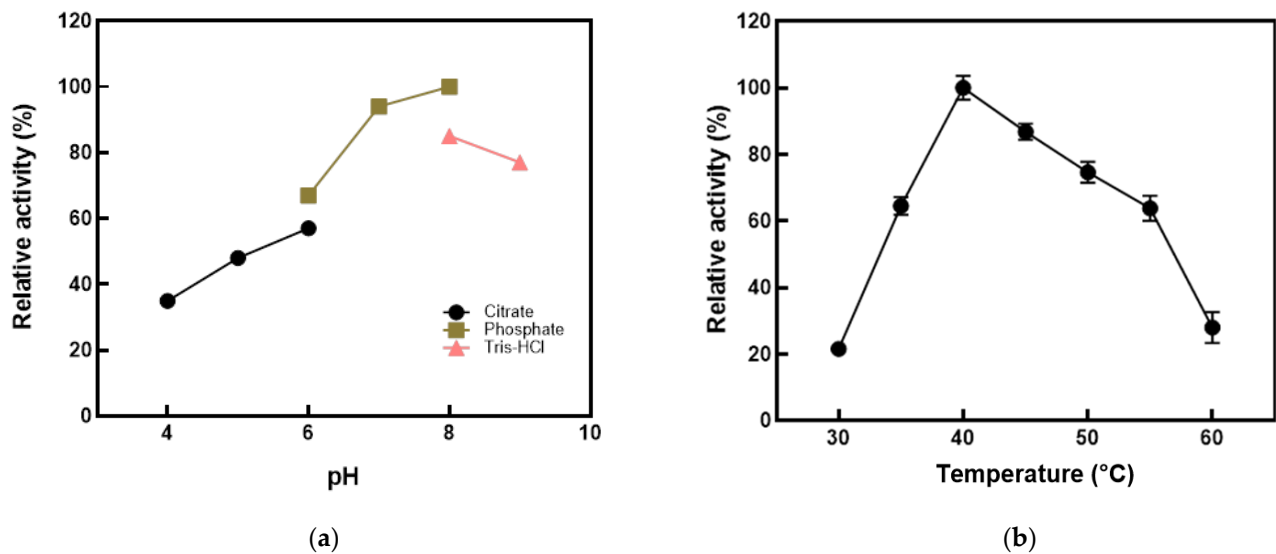 120
100
80
60
40
20
0
Relative activity (%)
4 6 8 10
pH
Citrate
Phosphate
Tris-HCl
(a)
120
100
80
60
40
20
0
Relative activity (%)
30 40 50 60
Temperature (°C)
(b)